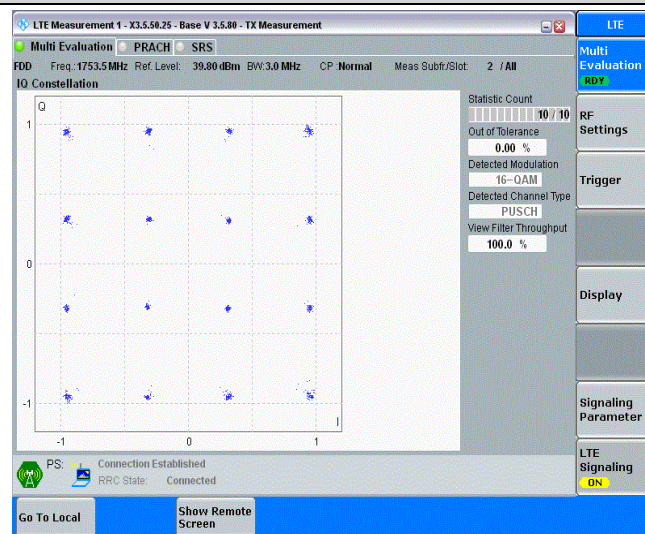 LTE Measurement 1 - X3.5.50.25 - Base V 3.5.80 - TX Measurement
LTE
Multi Evaluation PRACH SRS
FDD Freq.: 1753.5 MHz Ref. Level: 39.80 dBm BW: 3.0 MHz CP : Normal Meas Subfr./Slot: 2 / All
IQ Constellation
Q
1
0
-1
-1 0 1
I
Statistic Count
10 / 10
Out of Tolerance
0.00 %
Detected Modulation
16-QAM
Detected Channel Type
PUSCH
View Filter Throughput
100.0 %
Multi
Evaluation
RDY
RF
Settings
Trigger
Display
Signaling
Parameter
LTE
Signaling
ON
PS: Connection Established
RRC State: Connected
Go To Local
Show Remote
Screen